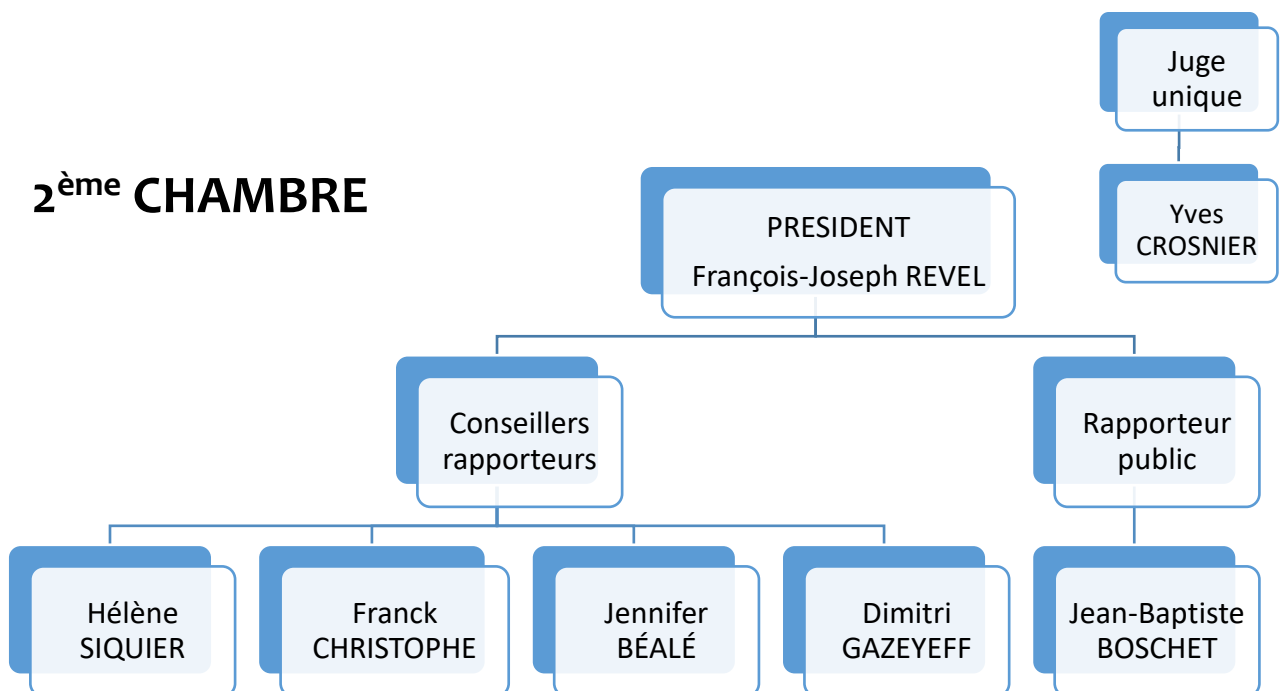 Juge
unique
2ème CHAMBRE
Yves
CROSNIER
PRESIDENT
François-Joseph REVEL
Conseillers
rapporteurs
Rapporteur
public
Hélène
SIQUIER
Franck
CHRISTOPHE
Jennifer
BÉALÉ
Dimitri
GAZEYEFF
Jean-Baptiste
BOSCHET